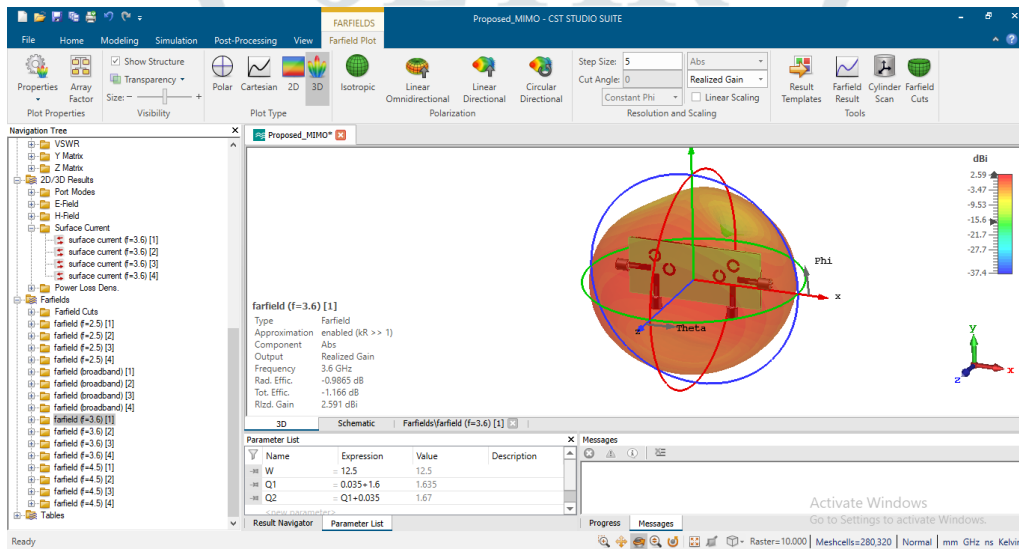 FARFIELDS
Proposed_MIMO - CST STUDIO SUITE
File Home Modeling Simulation Post-Processing View Farfield Plot
Properties
Array Factor
Show Structure
Transparency
Size:
Polar Cartesian 2D 3D
Isotropic
Linear Omnidirectional
Linear Directional
Circular Directional
Step Size: 5
Abs
Cut Angle: 0
Realized Gain
Constant Phi
Linear Scaling
Result Templates
Farfield Result
Cylinder Scan
Farfield Cuts
Plot Properties Visibility Plot Type Polarization Resolution and Scaling Tools
Navigation Tree
VSWR
Y Matrix
Z Matrix
2D/3D Results
Port Modes
E-Field
H-Field
Surface Current
surface current (f=3.6) [1]
surface current (f=3.6) [2]
surface current (f=3.6) [3]
surface current (f=3.6) [4]
Power Loss Dens.
Farfields
Farfield Cuts
farfield (f=2.5) [1]
farfield (f=2.5) [2]
farfield (f=2.5) [3]
farfield (f=2.5) [4]
farfield (broadband) [1]
farfield (broadband) [2]
farfield (broadband) [3]
farfield (broadband) [4]
farfield (f=3.6) [1]
farfield (f=3.6) [2]
farfield (f=3.6) [3]
farfield (f=3.6) [4]
farfield (f=4.5) [1]
farfield (f=4.5) [2]
farfield (f=4.5) [3]
farfield (f=4.5) [4]
Tables
Proposed_MIMO*
dBi
2.59
-3.47
-9.53
-15.6
-21.7
-27.7
-37.4
Phi
x
Theta
z
y
x
z
farfield (f=3.6) [1]
Type Farfield
Approximation enabled (kR >> 1)
Component Abs
Output Realized Gain
Frequency 3.6 GHz
Rad. Effic. -0.9865 dB
Tot. Effic. -1.166 dB
Rlzd. Gain 2.591 dBi
3D Schematic Farfields\farfield (f=3.6) [1]
Parameter List
Name Expression Value Description
W = 12.5 12.5
Q1 = 0.035+1.6 1.635
Q2 = Q1+0.035 1.67
<new parameter>
Result Navigator Parameter List
Messages
Progress Messages
Activate Windows
Go to Settings to activate Windows.
Ready
Raster=10.000 Meshcells=280,320 Normal mm GHz ns Kelvin